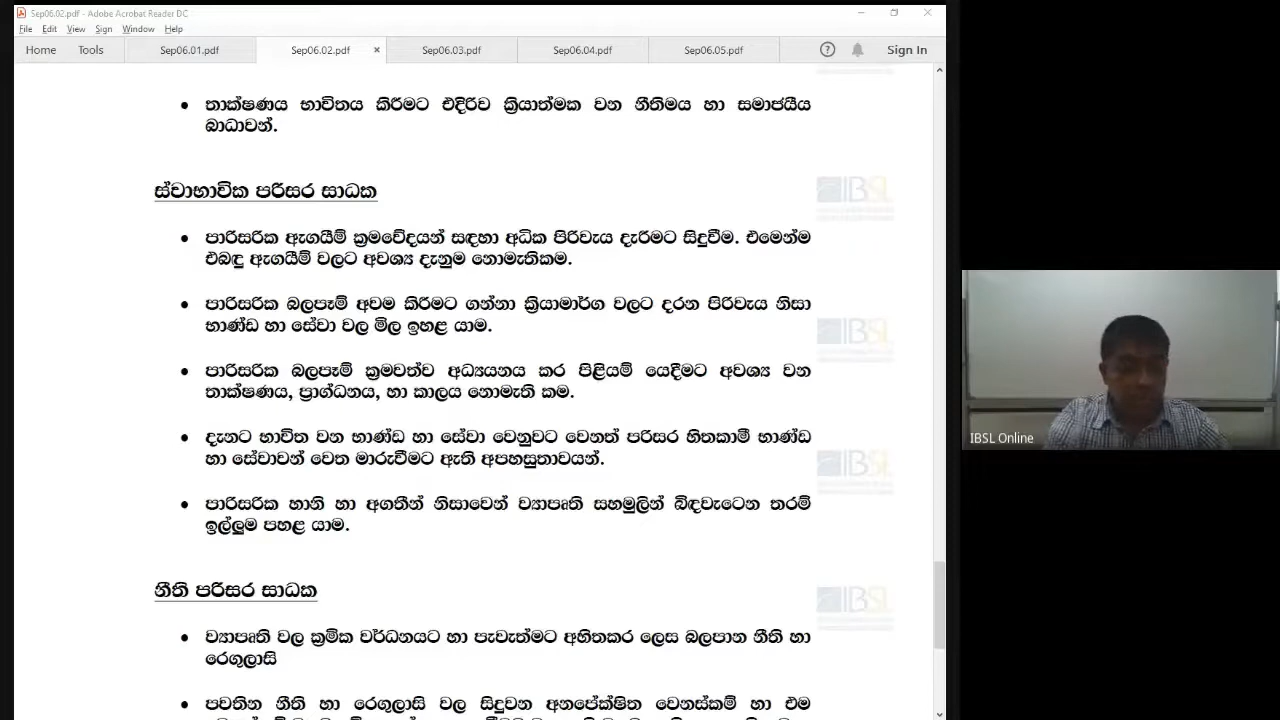 Sep06.02.pdf - Adobe Acrobat Reader DC
File Edit View Sign Window Help
Home Tools Sep06.01.pdf Sep06.02.pdf × Sep06.03.pdf Sep06.04.pdf Sep06.05.pdf Sign In
• තාක්ෂණය භාවිතය කිරීමට එදිරිව ක්‍රියාත්මක වන නීතිමය හා සමාජයීය
බාධාවන්.
ස්වාභාවික පරිසර සාධක
• පාරිසරික ඇගයීම් ක්‍රමවේදයන් සඳහා අධික පිරිවැය දැරීමට සිදුවීම. එමෙන්ම
එබඳු ඇගයීම් වලට අවශ්‍ය දැනුම නොමැතිකම.
• පාරිසරික බලපෑම් අවම කිරීමට ගන්නා ක්‍රියාමාර්ග වලට දරන පිරිවැය නිසා
භාණ්ඩ හා සේවා වල මිල ඉහළ යාම.
• පාරිසරික බලපෑම් ක්‍රමවත්ව අධ්‍යයනය කර පිළියම් යෙදීමට අවශ්‍ය වන
තාක්ෂණය, ප්‍රාග්ධනය, හා කාලය නොමැති කම.
• දැනට භාවිත වන භාණ්ඩ හා සේවා වෙනුවට වෙනත් පරිසර හිතකාමී භාණ්ඩ
හා සේවාවන් වෙත මාරුවීමට ඇති අපහසුතාවයන්.
• පාරිසරික හානි හා අගතීන් නිසාවෙන් ව්‍යාපෘති සහමුලින් බිඳවැටෙන තරම්
ඉල්ලුම පහළ යාම.
නීති පරිසර සාධක
• ව්‍යාපෘති වල ක්‍රමික වර්ධනයට හා පැවැත්මට අහිතකර ලෙස බලපාන නීති හා
රෙගුලාසි
• පවතින නීති හා රෙගුලාසි වල සිදුවන අනපේක්ෂිත වෙනස්කම් හා එම
IBSL
IBSL
IBSL
IBSL
IBSL Online